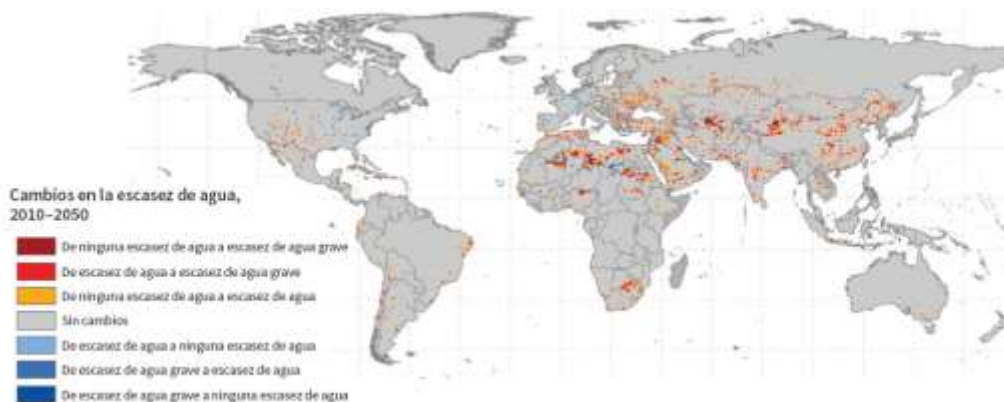 Cambios en la escasez de agua,
2010–2050
De ninguna escasez de agua a escasez de agua grave
De escasez de agua a escasez de agua grave
De ninguna escasez de agua a escasez de agua
Sin cambios
De escasez de agua a ninguna escasez de agua
De escasez de agua grave a escasez de agua
De escasez de agua grave a ninguna escasez de agua